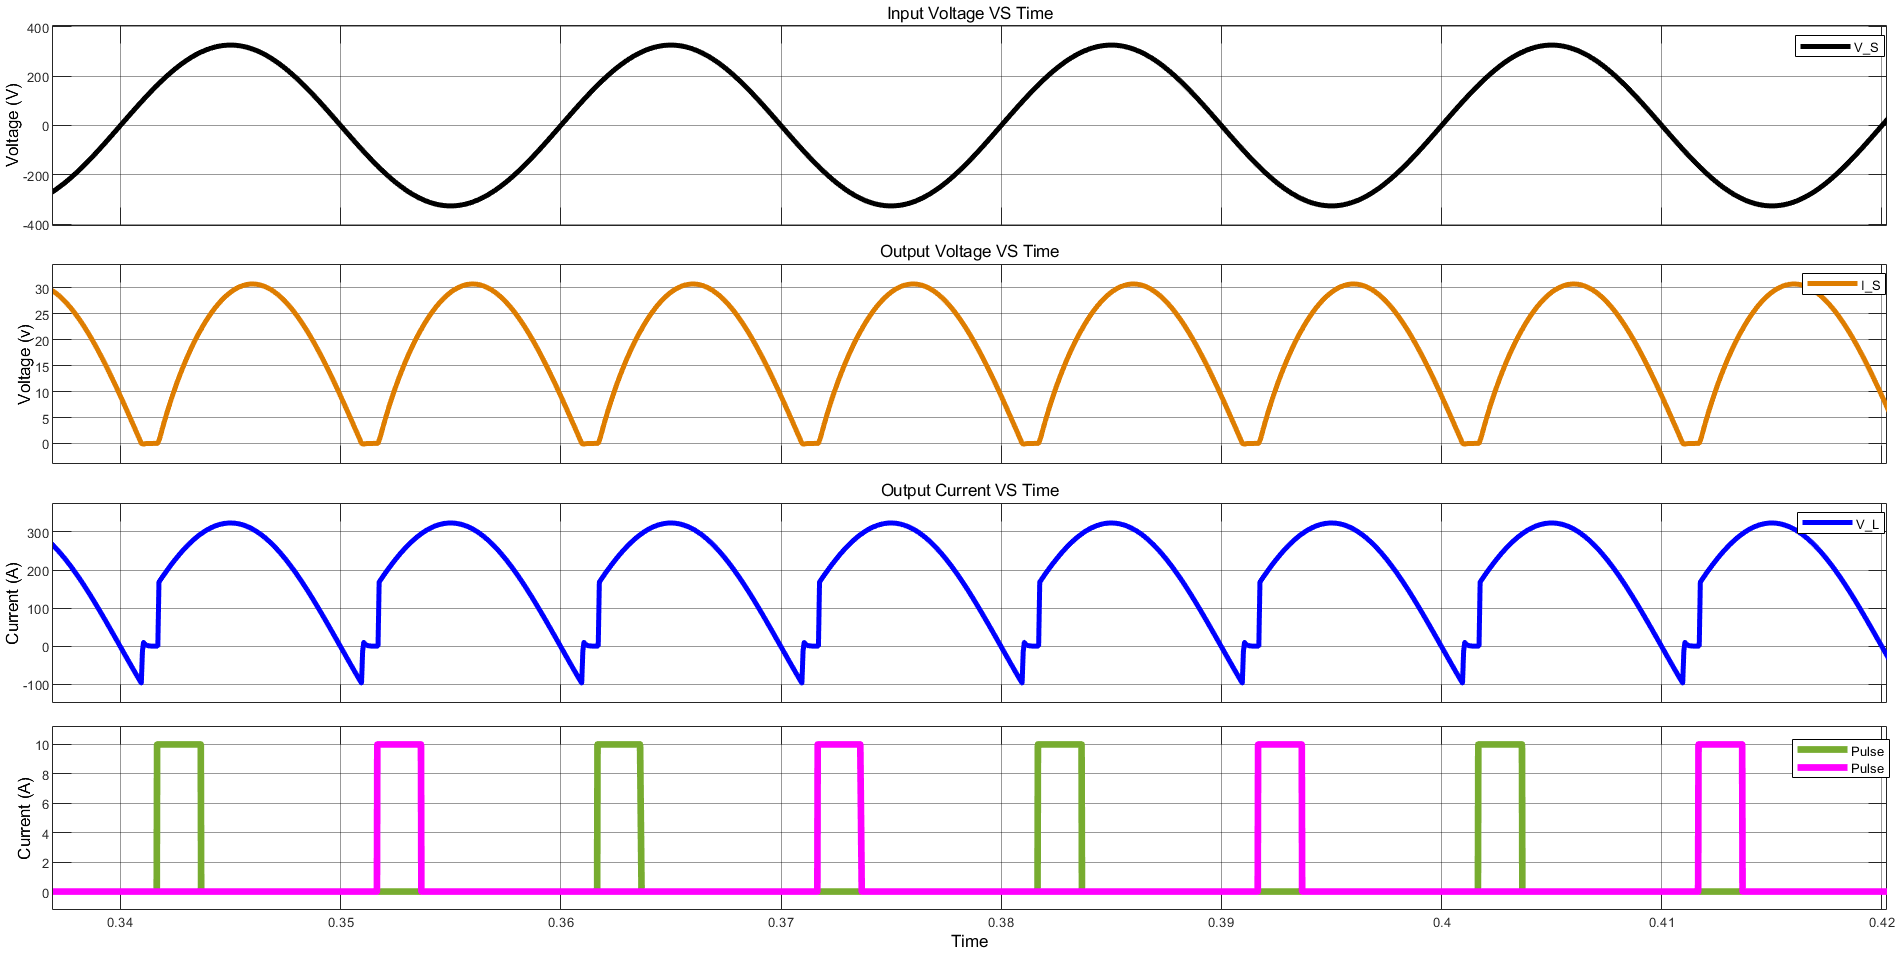 Input Voltage VS Time
400
200
0
-200
-400
Voltage (V)
V_S
Output Voltage VS Time
30
25
20
15
10
5
0
Voltage (v)
I_S
Output Current VS Time
300
200
100
0
-100
Current (A)
V_L
10
8
6
4
2
0
Current (A)
Pulse
Pulse
0.34 0.35 0.36 0.37 0.38 0.39 0.4 0.41 0.42
Time